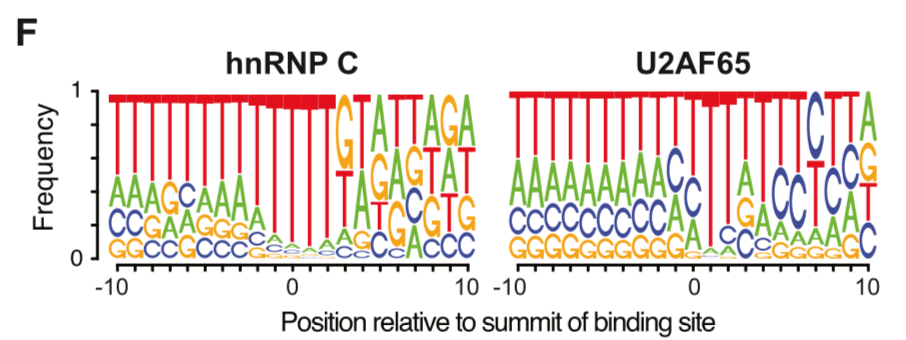 F
hnRNP C
U2AF65
Frequency
1
0
-10
0
10
-10
0
10
Position relative to summit of binding site